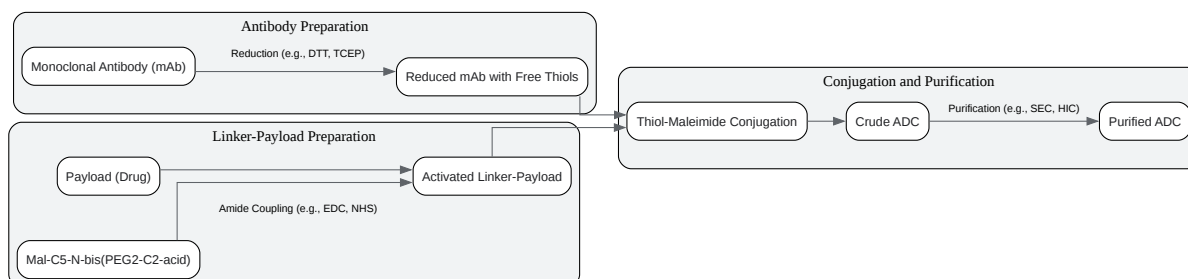 Antibody Preparation
Monoclonal Antibody (mAb)
Reduction (e.g., DTT, TCEP)
Reduced mAb with Free Thiols
Linker-Payload Preparation
Payload (Drug)
Activated Linker-Payload
Amide Coupling (e.g., EDC, NHS)
Mal-C5-N-bis(PEG2-C2-acid)
Conjugation and Purification
Thiol-Maleimide Conjugation
Crude ADC
Purification (e.g., SEC, HIC)
Purified ADC